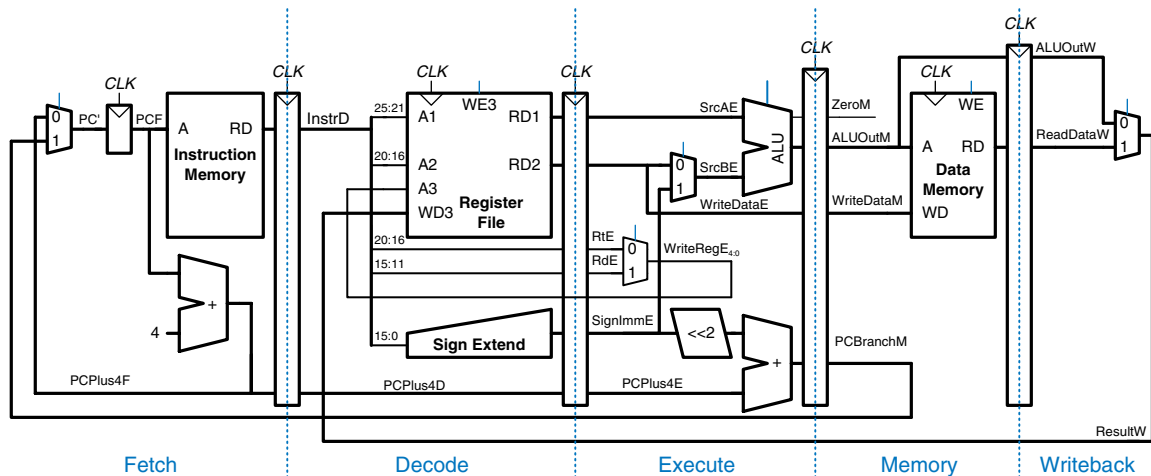 CLK
ALUOutW
CLK
CLK
CLK
CLK
CLK
CLK
0
1
PC'
PCF
A
RD
Instruction
Memory
InstrD
25:21
A1
WE3
RD1
20:16
A2
RD2
A3
WD3
Register
File
SrcAE
0
1
SrcBE
ALU
ZeroM
ALUOutM
A
WE
RD
Data
Memory
WD
ReadDataW
0
1
WriteDataE
WriteDataM
20:16
RtE
0
15:11
RdE
1
WriteRegE4:0
+
4
15:0
Sign Extend
SignImmE
<<2
+
PCBranchM
PCPlus4F
PCPlus4D
PCPlus4E
ResultW
Fetch
Decode
Execute
Memory
Writeback